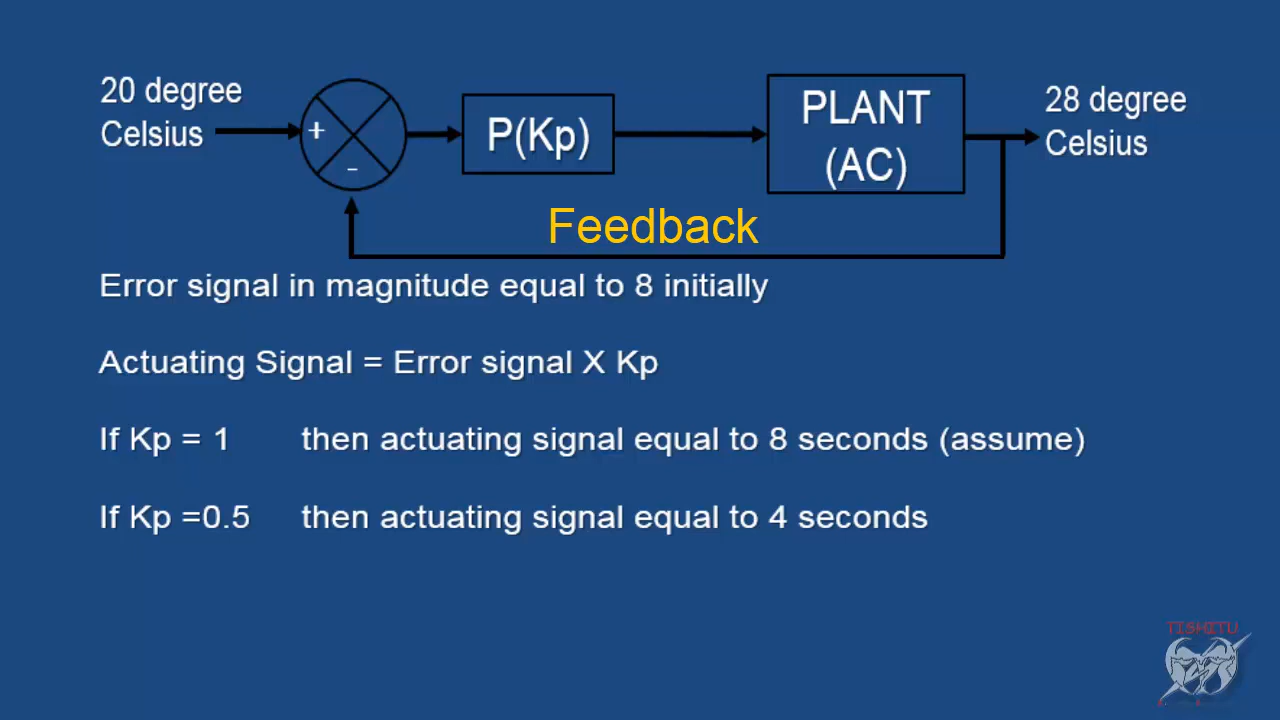 20 degree
Celsius
+
-
P(Kp)
PLANT
(AC)
28 degree
Celsius
Feedback
Error signal in magnitude equal to 8 initially
Actuating Signal = Error signal X Kp
If Kp = 1 then actuating signal equal to 8 seconds (assume)
If Kp =0.5 then actuating signal equal to 4 seconds
TISHITU